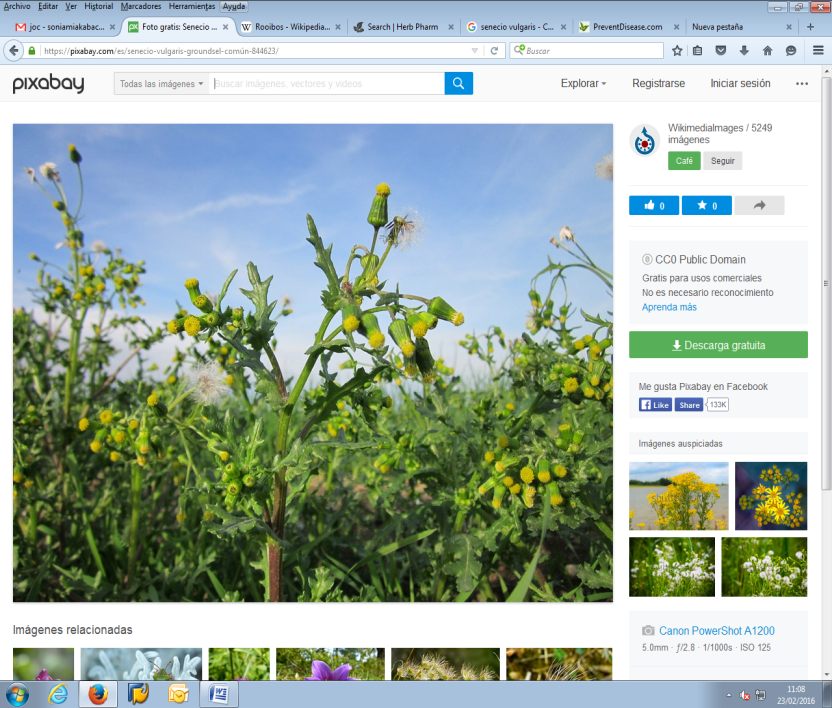 Archivo Editar Ver Historial Marcadores Herramientas Ayuda
joc - soniamiakabac...
Foto gratis: Senecio ...
Rooibos - Wikipedia...
Search | Herb Pharm
senecio vulgaris - C...
PreventDisease.com
Nueva pestaña
https://pixabay.com/es/senecio-vulgaris-groundsel-común-844623/
Buscar
pixabay
Todas las imágenes
Buscar imágenes, vectores y videos
Explorar
Registrarse
Iniciar sesión
WikimediaImages / 5249
imágenes
Café
Seguir
0
0
CC0 Public Domain
Gratis para usos comerciales
No es necesario reconocimiento
Aprenda más
Descarga gratuita
Me gusta Pixabay en Facebook
Like
Share
133K
Imágenes auspiciadas
Imágenes relacionadas
Canon PowerShot A1200
5.0mm · ƒ/2.8 · 1/1000s · ISO 125
11:08
23/02/2016